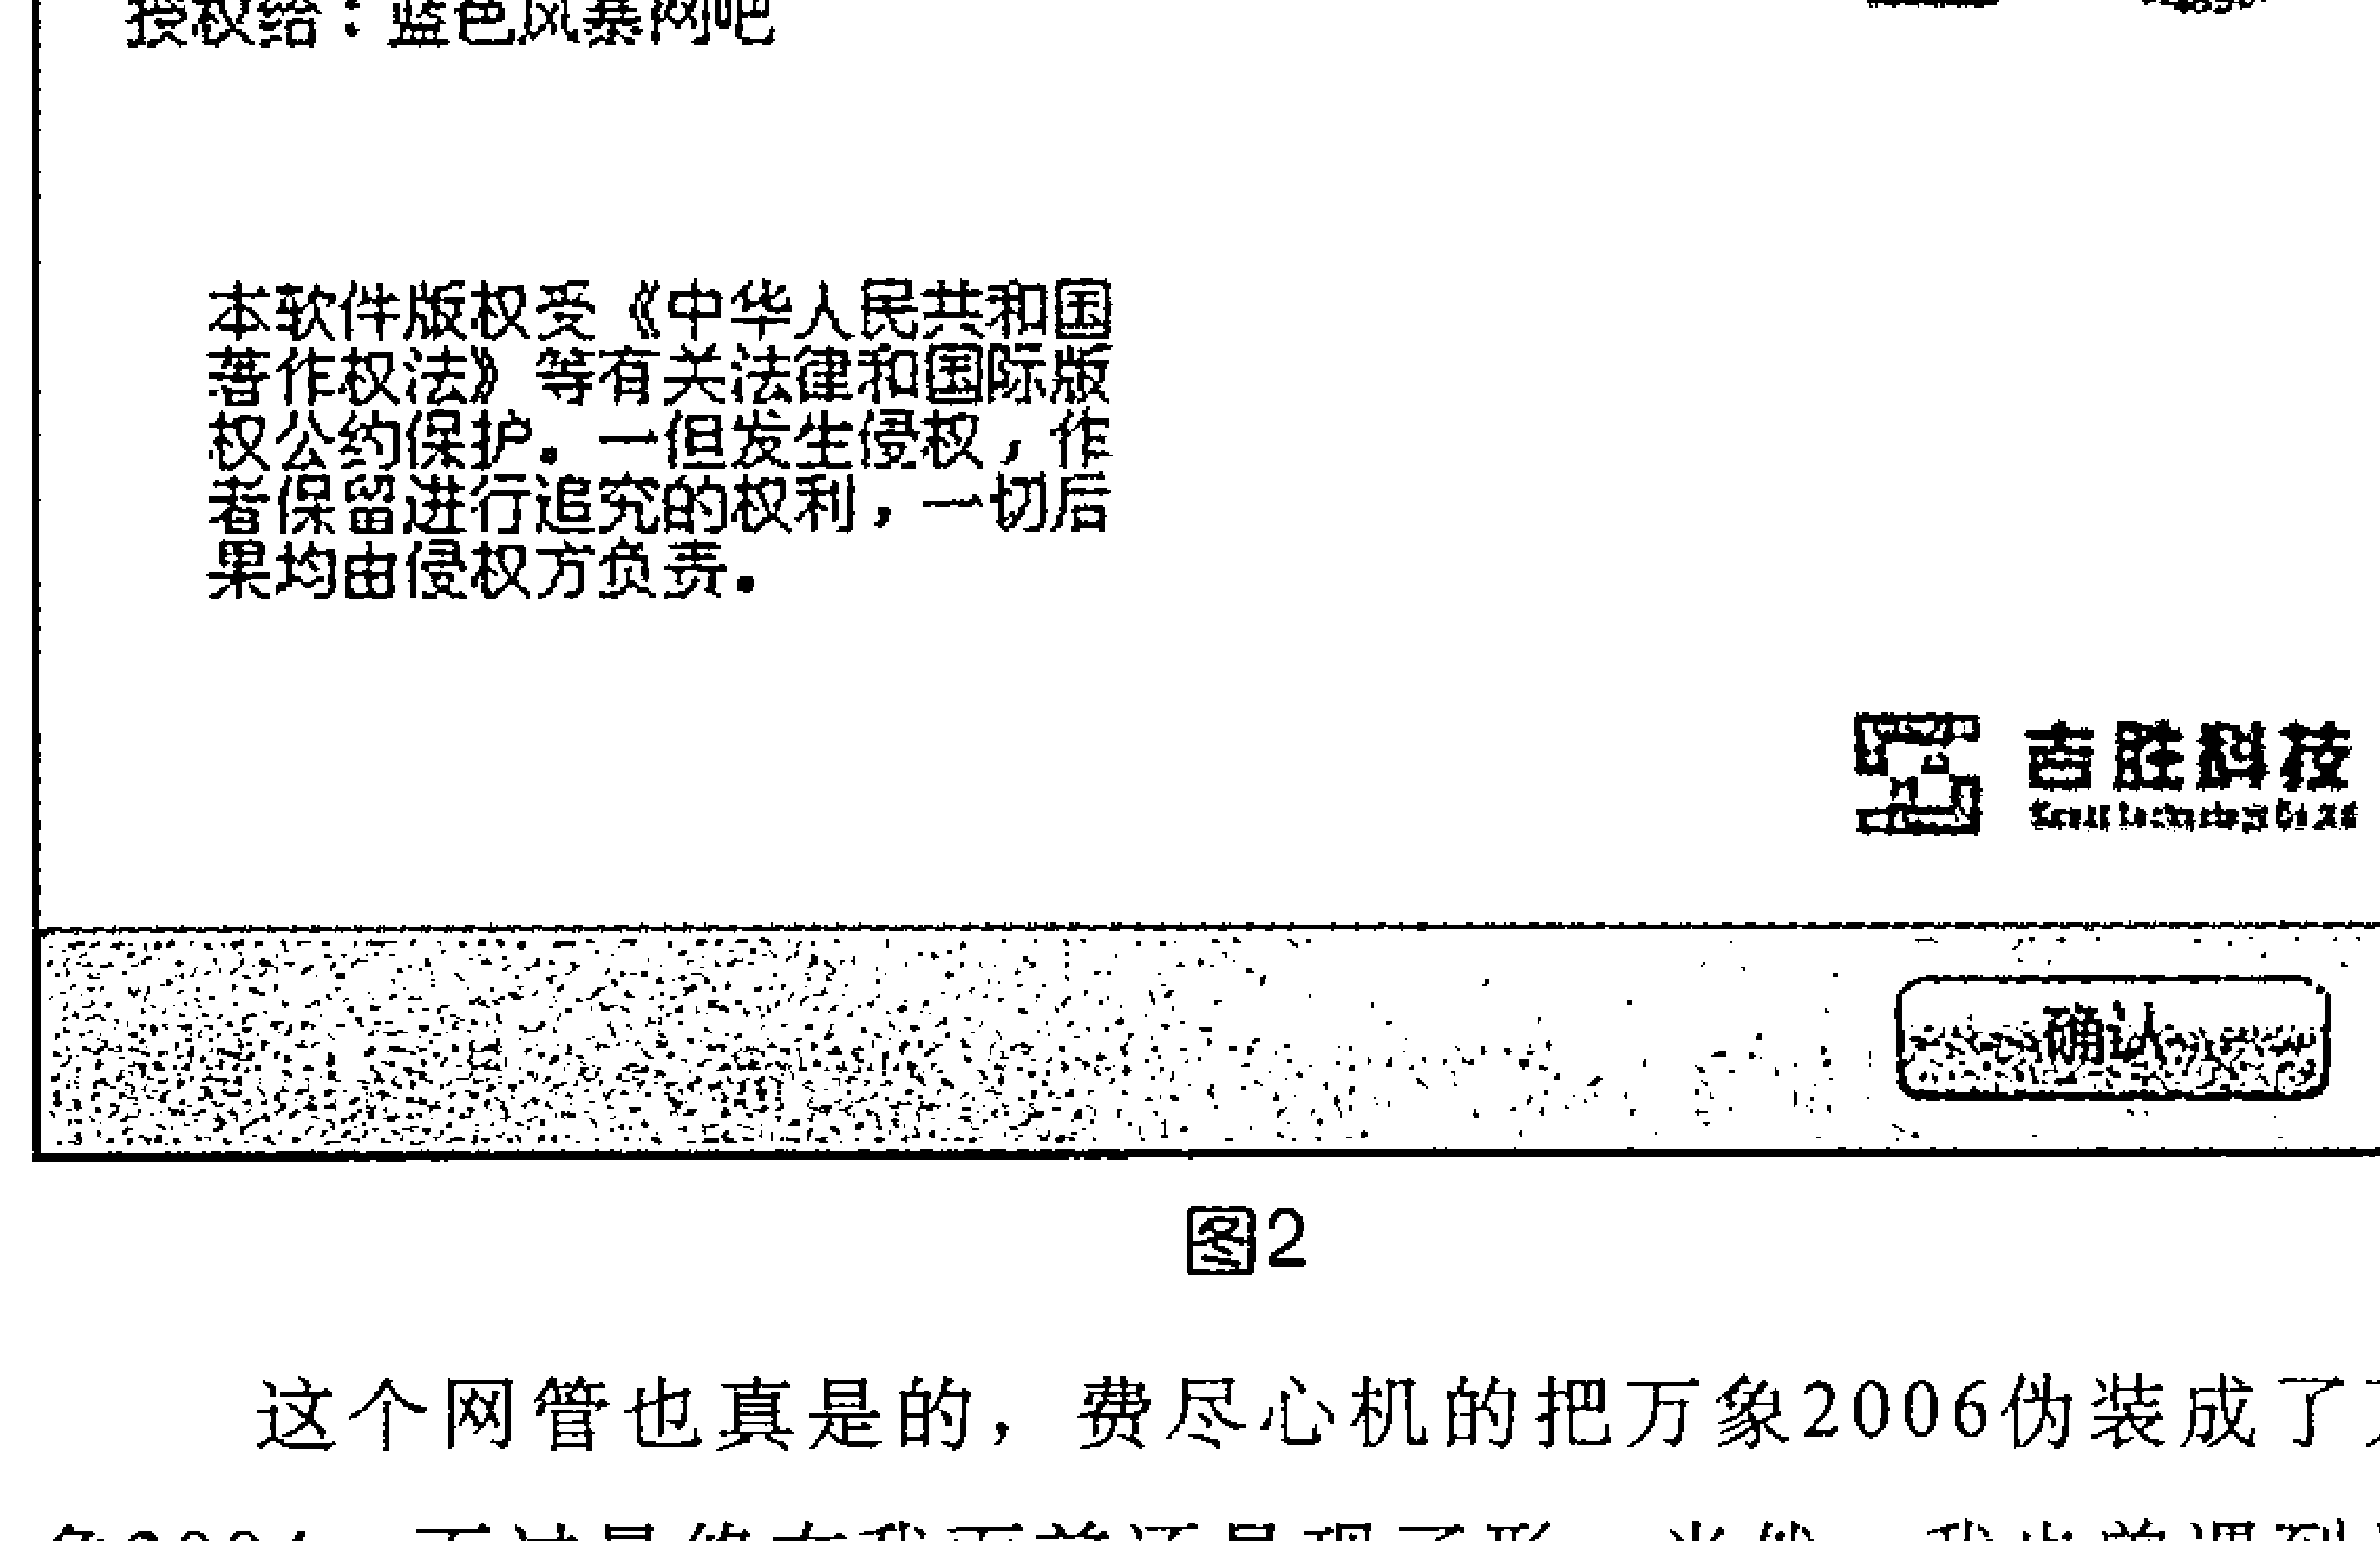 授权给：蓝色风暴网吧
本软件版权受《中华人民共和国
著作权法》等有关法律和国际版
权公约保护。一但发生侵权，作
者保留进行追究的权利，一切后
果均由侵权方负责。
吉胜科技
确认
图2
这个网管也真是的，费尽心机的把万象2006伪装成了